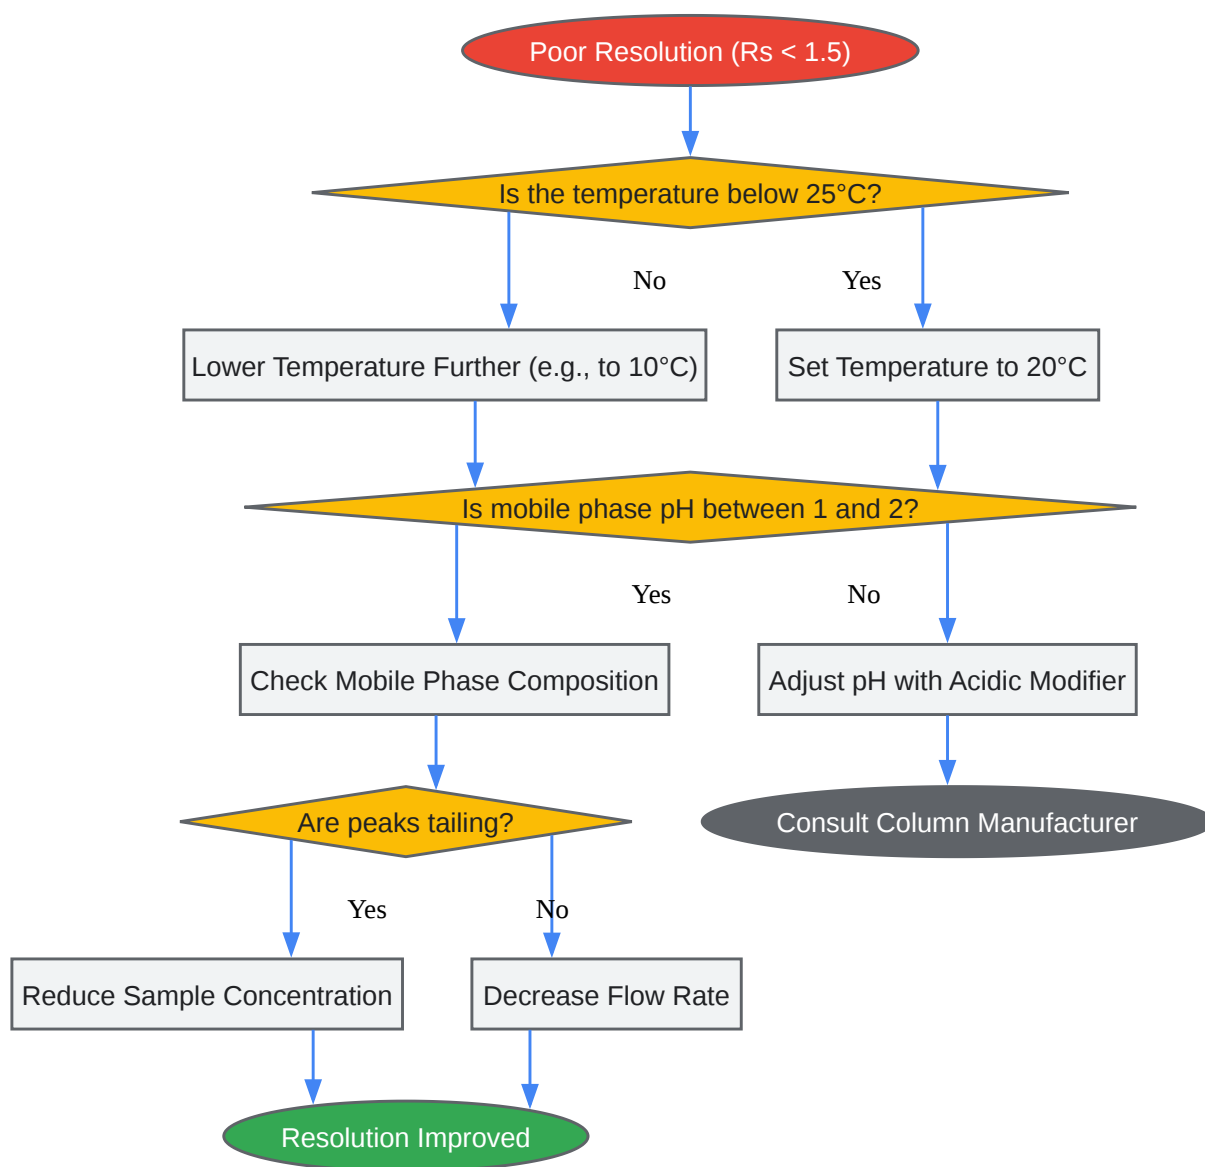 Poor Resolution (Rs < 1.5)
Is the temperature below 25°C?
No
Yes
Lower Temperature Further (e.g., to 10°C)
Set Temperature to 20°C
Is mobile phase pH between 1 and 2?
Yes
No
Check Mobile Phase Composition
Adjust pH with Acidic Modifier
Are peaks tailing?
Consult Column Manufacturer
Yes
No
Reduce Sample Concentration
Decrease Flow Rate
Resolution Improved